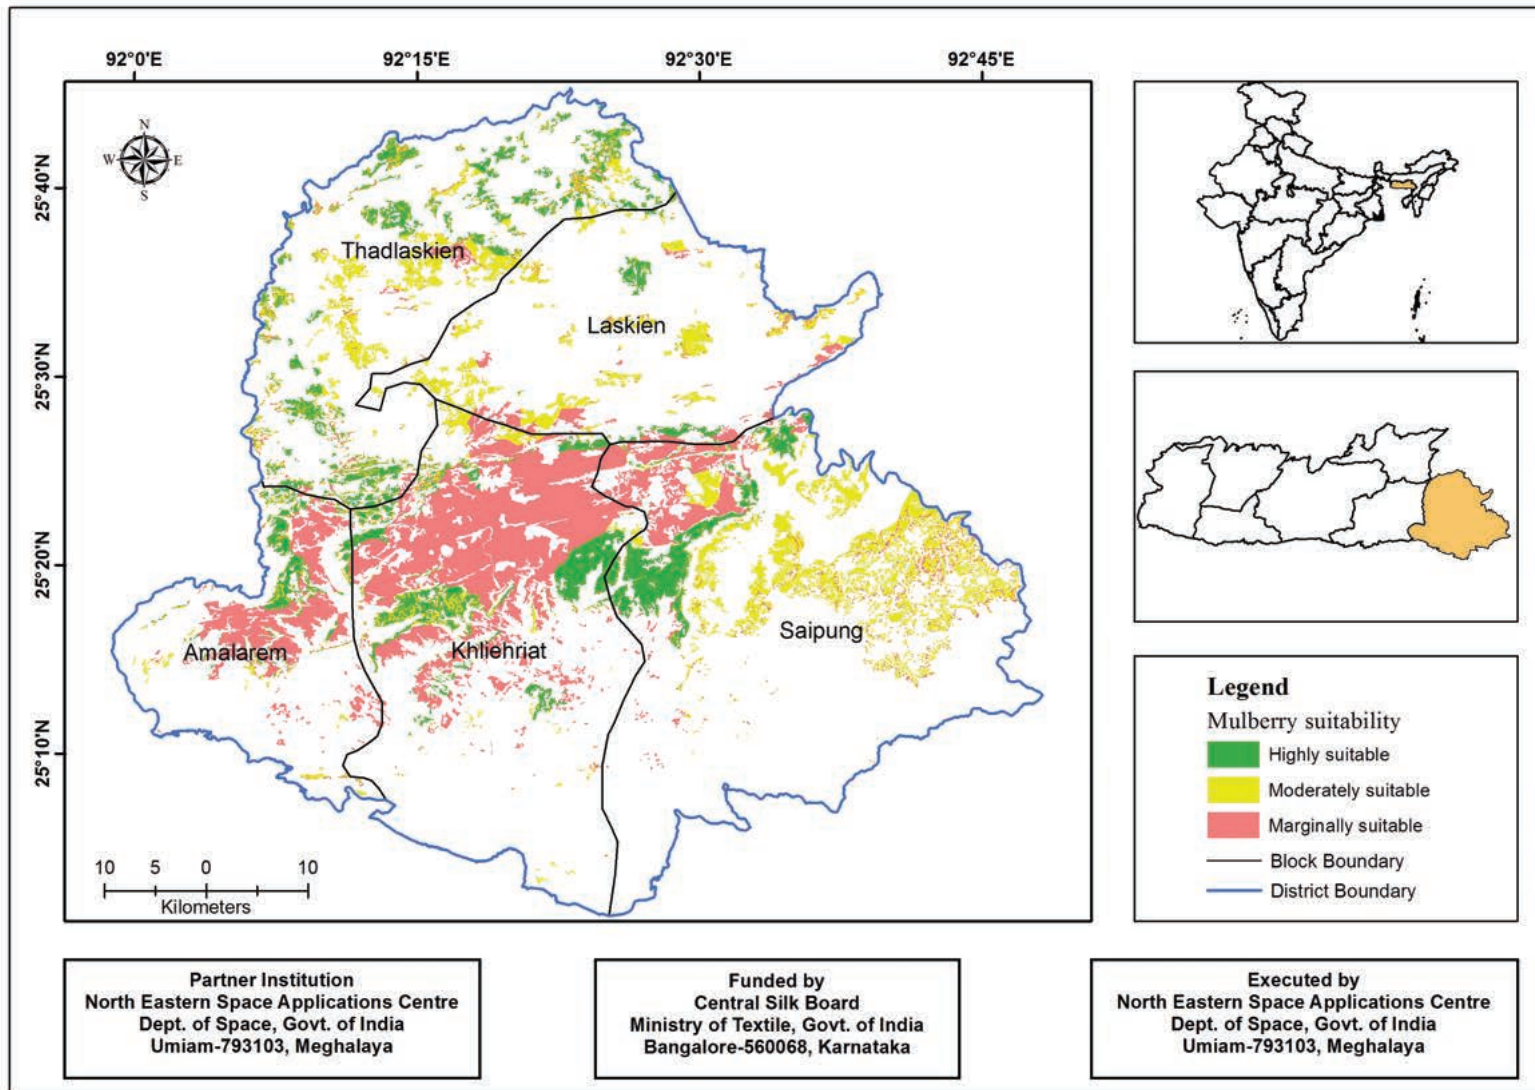 92°0'E 92°15'E 92°30'E 92°45'E
25°40'N
25°30'N
25°20'N
25°10'N
N
W E
S
Thadlaskien
Laskien
Saipung
Amalarem
Khliehriat
10 5 0 10
Kilometers
Legend
Mulberry suitability
Highly suitable
Moderately suitable
Marginally suitable
Block Boundary
District Boundary
Partner Institution
North Eastern Space Applications Centre
Dept. of Space, Govt. of India
Umiam-793103, Meghalaya
Funded by
Central Silk Board
Ministry of Textile, Govt. of India
Bangalore-560068, Karnataka
Executed by
North Eastern Space Applications Centre
Dept. of Space, Govt. of India
Umiam-793103, Meghalaya